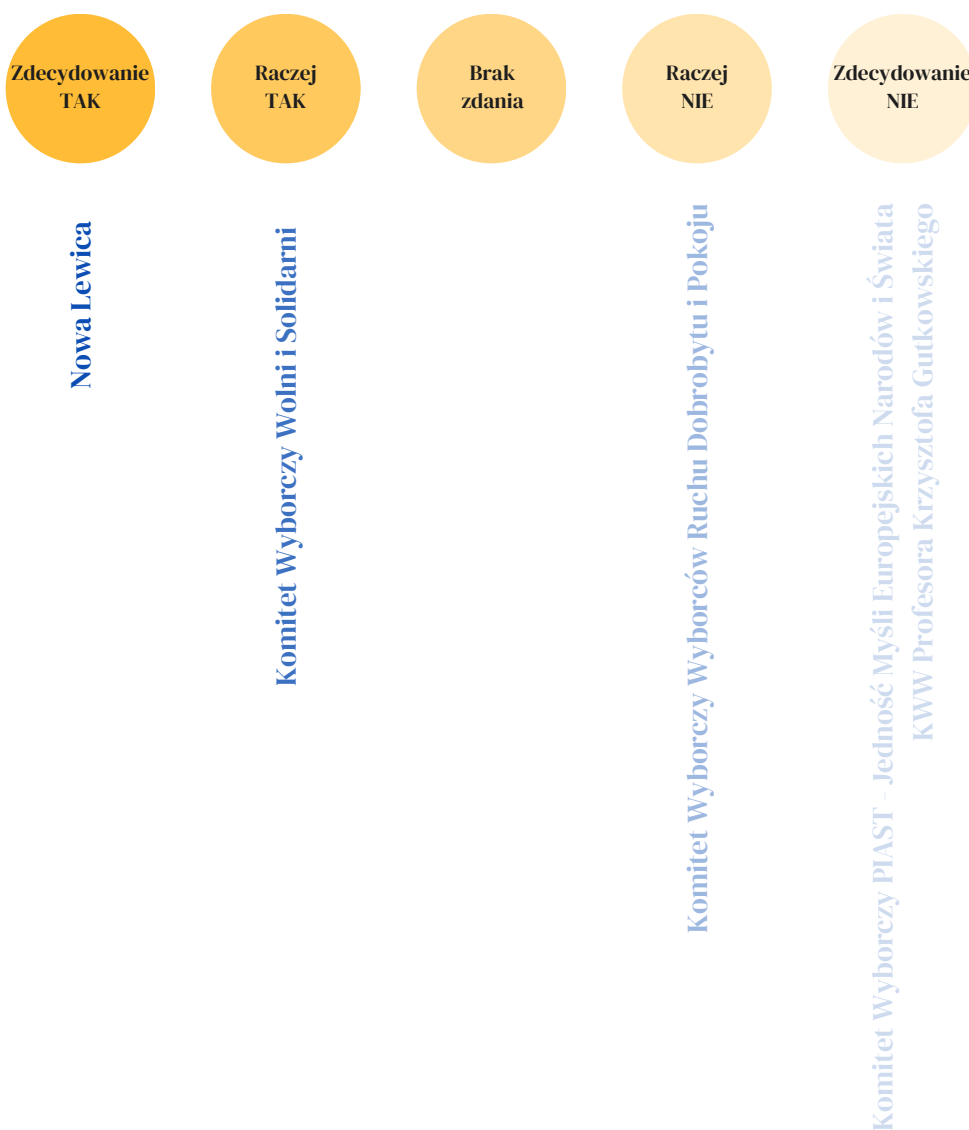 Zdecydowanie
TAK
Raczej
TAK
Brak
zdania
Raczej
NIE
Zdecydowanie
NIE
Nowa Lewica
Komitet Wyborczy Wolni i Solidarni
Komitet Wyborczy Wyborców Ruchu Dobrobytu i Pokoju
Komitet Wyborczy PIAST - Jedność Myśli Europejskich Narodów i Świata
KWW Profesora Krzysztofa Gutkowskiego